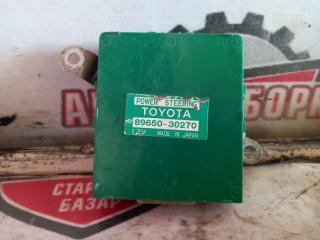 POWER STEERING
TOYOTA
89650-30270
12V MADE IN JAPAN
СТАР
БАЗАР